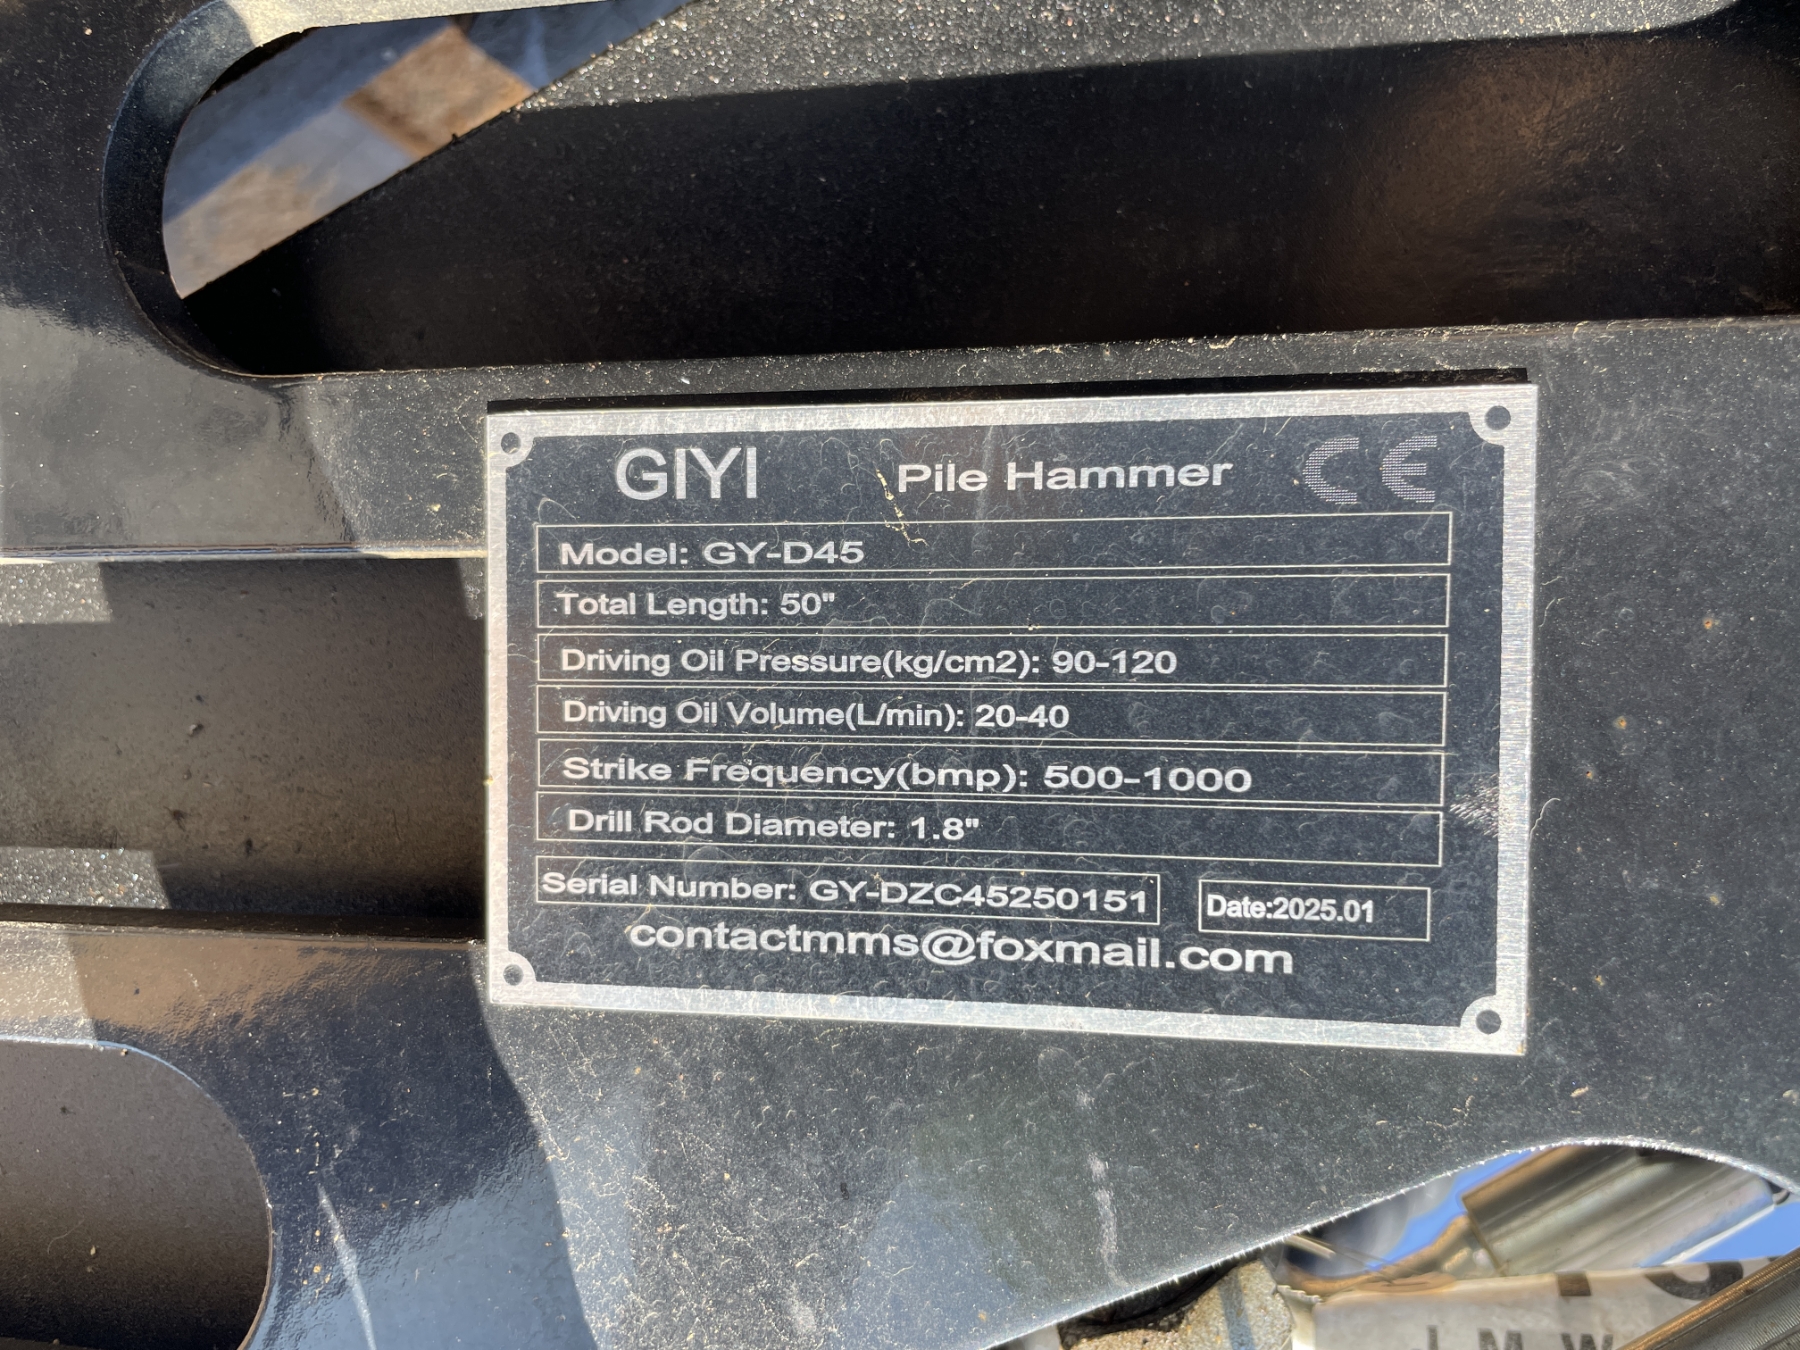 GIYI Pile Hammer CE
Model: GY-D45
Total Length: 50"
Driving Oil Pressure(kg/cm2): 90-120
Driving Oil Volume(L/min): 20-40
Strike Frequency(bmp): 500-1000
Drill Rod Diameter: 1.8"
Serial Number: GY-DZC45250151 Date:2025.01
contactmms@foxmail.com